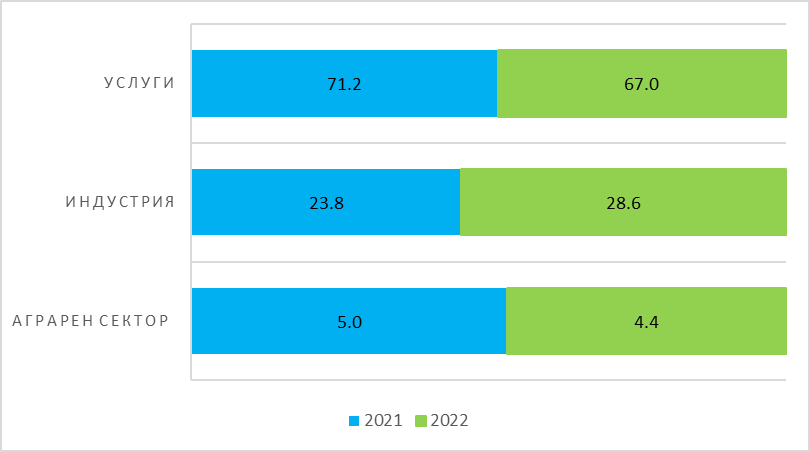 УСЛУГИ
71.2 67.0
ИНДУСТРИЯ
23.8 28.6
АГРАРЕН СЕКТОР
5.0 4.4
2021 2022